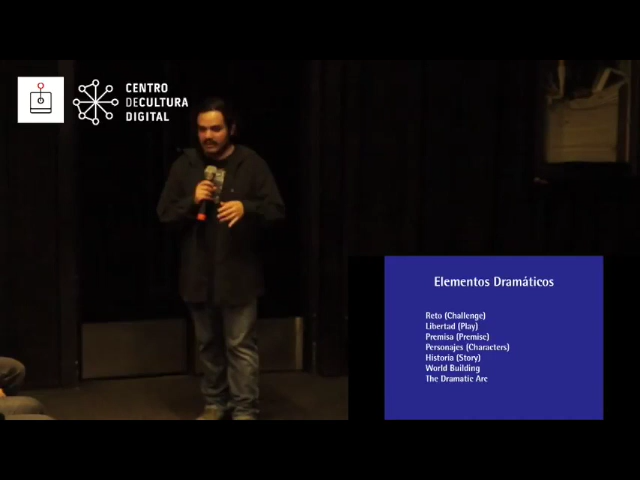 CENTRO
DECULTURA
DIGITAL
Elementos Dramáticos
Reto (Challenge)
Libertad (Play)
Premisa (Premise)
Personajes (Characters)
Historia (Story)
World Building
The Dramatic Arc